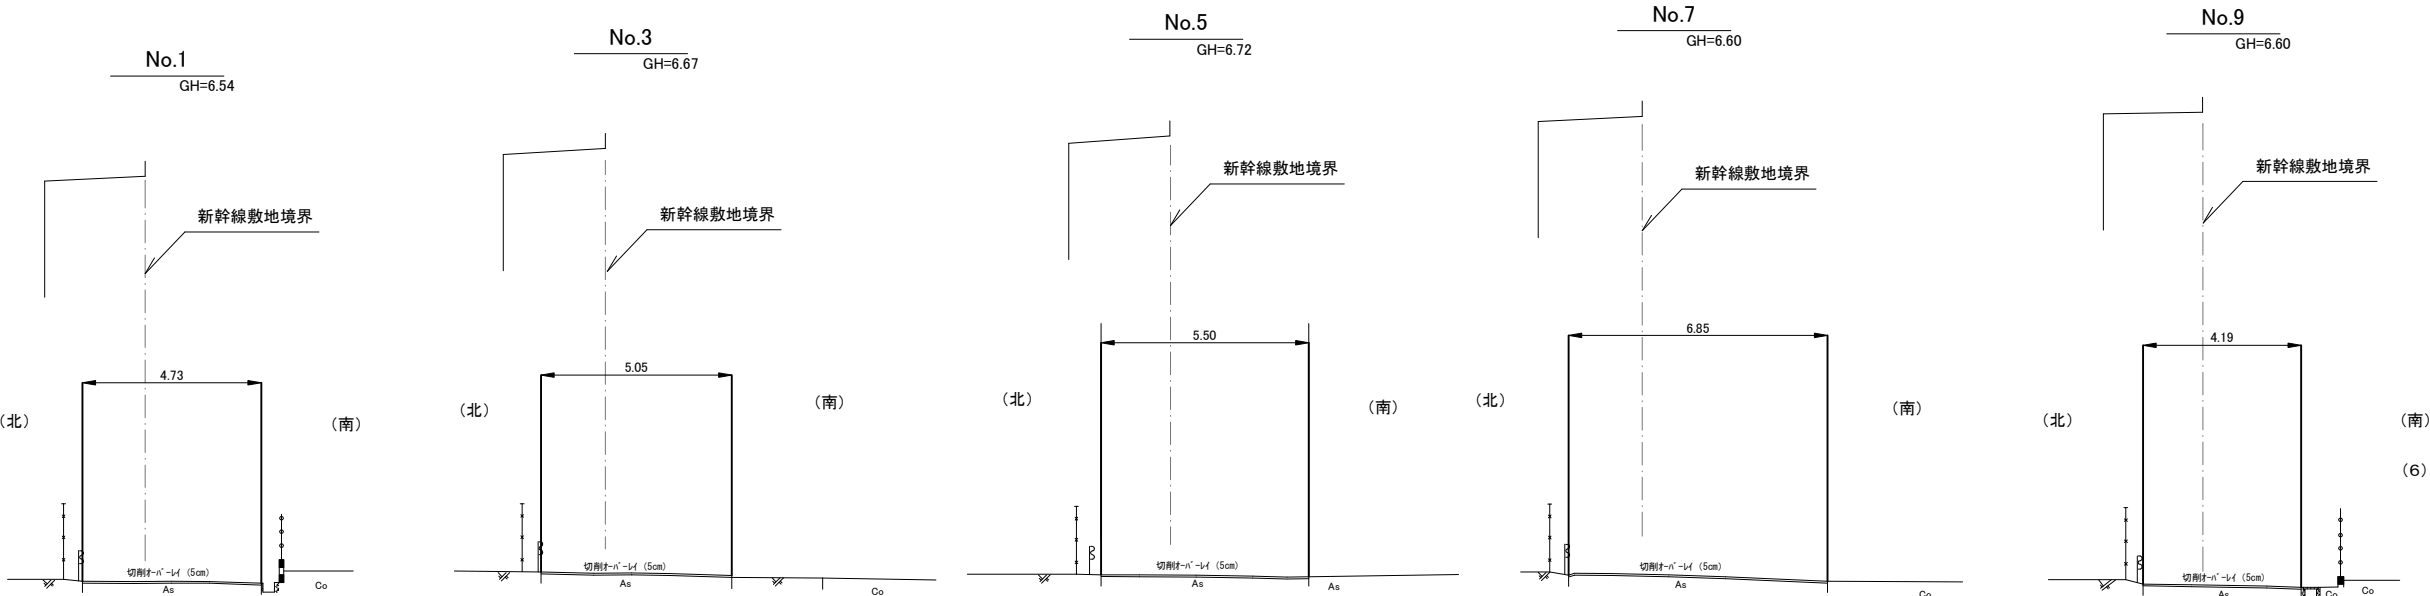 No.1
GH=6.54
新幹線敷地境界
4.73
(北)
(南)
切削ｵｰﾊﾞｰﾚｲ (5cm)
As
Co
No.3
GH=6.67
新幹線敷地境界
5.05
(北)
(南)
切削ｵｰﾊﾞｰﾚｲ (5cm)
As
Co
No.5
GH=6.72
新幹線敷地境界
5.50
(北)
(南)
切削ｵｰﾊﾞｰﾚｲ (5cm)
As
As
No.7
GH=6.60
新幹線敷地境界
6.85
(北)
(南)
切削ｵｰﾊﾞｰﾚｲ (5cm)
As
Co
No.9
GH=6.60
新幹線敷地境界
4.19
(北)
(南)
(6)
切削ｵｰﾊﾞｰﾚｲ (5cm)
As
Co
Co